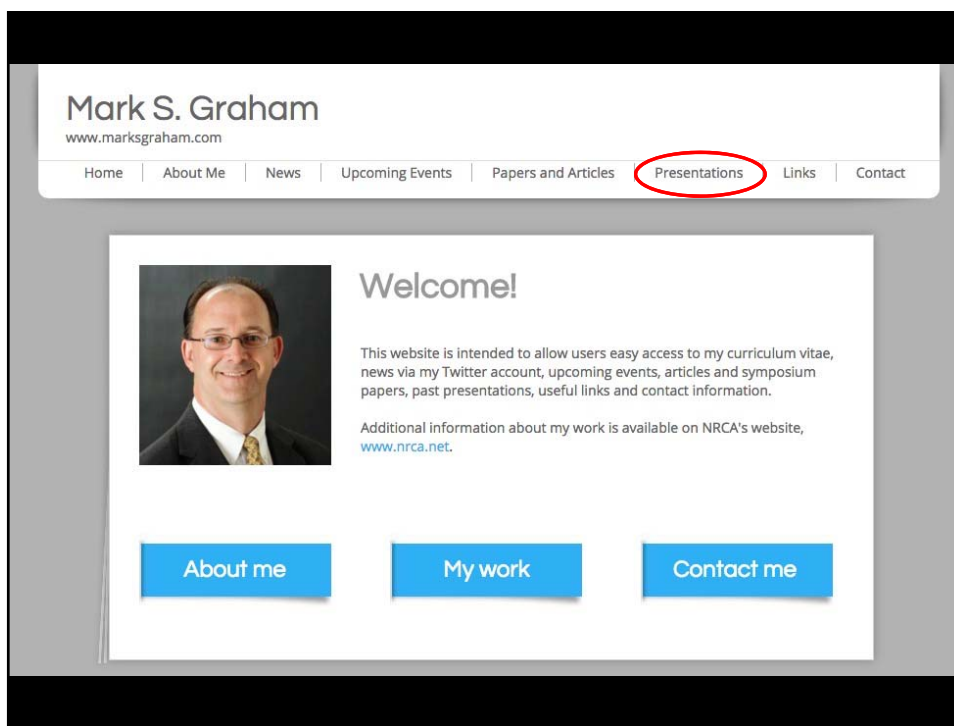 Mark S. Graham
www.marksgraham.com
Home About Me News Upcoming Events Papers and Articles Presentations Links Contact
Welcome!
This website is intended to allow users easy access to my curriculum vitae,
news via my Twitter account, upcoming events, articles and symposium
papers, past presentations, useful links and contact information.
Additional information about my work is available on NRCA's website,
www.nrca.net.
About me My work Contact me